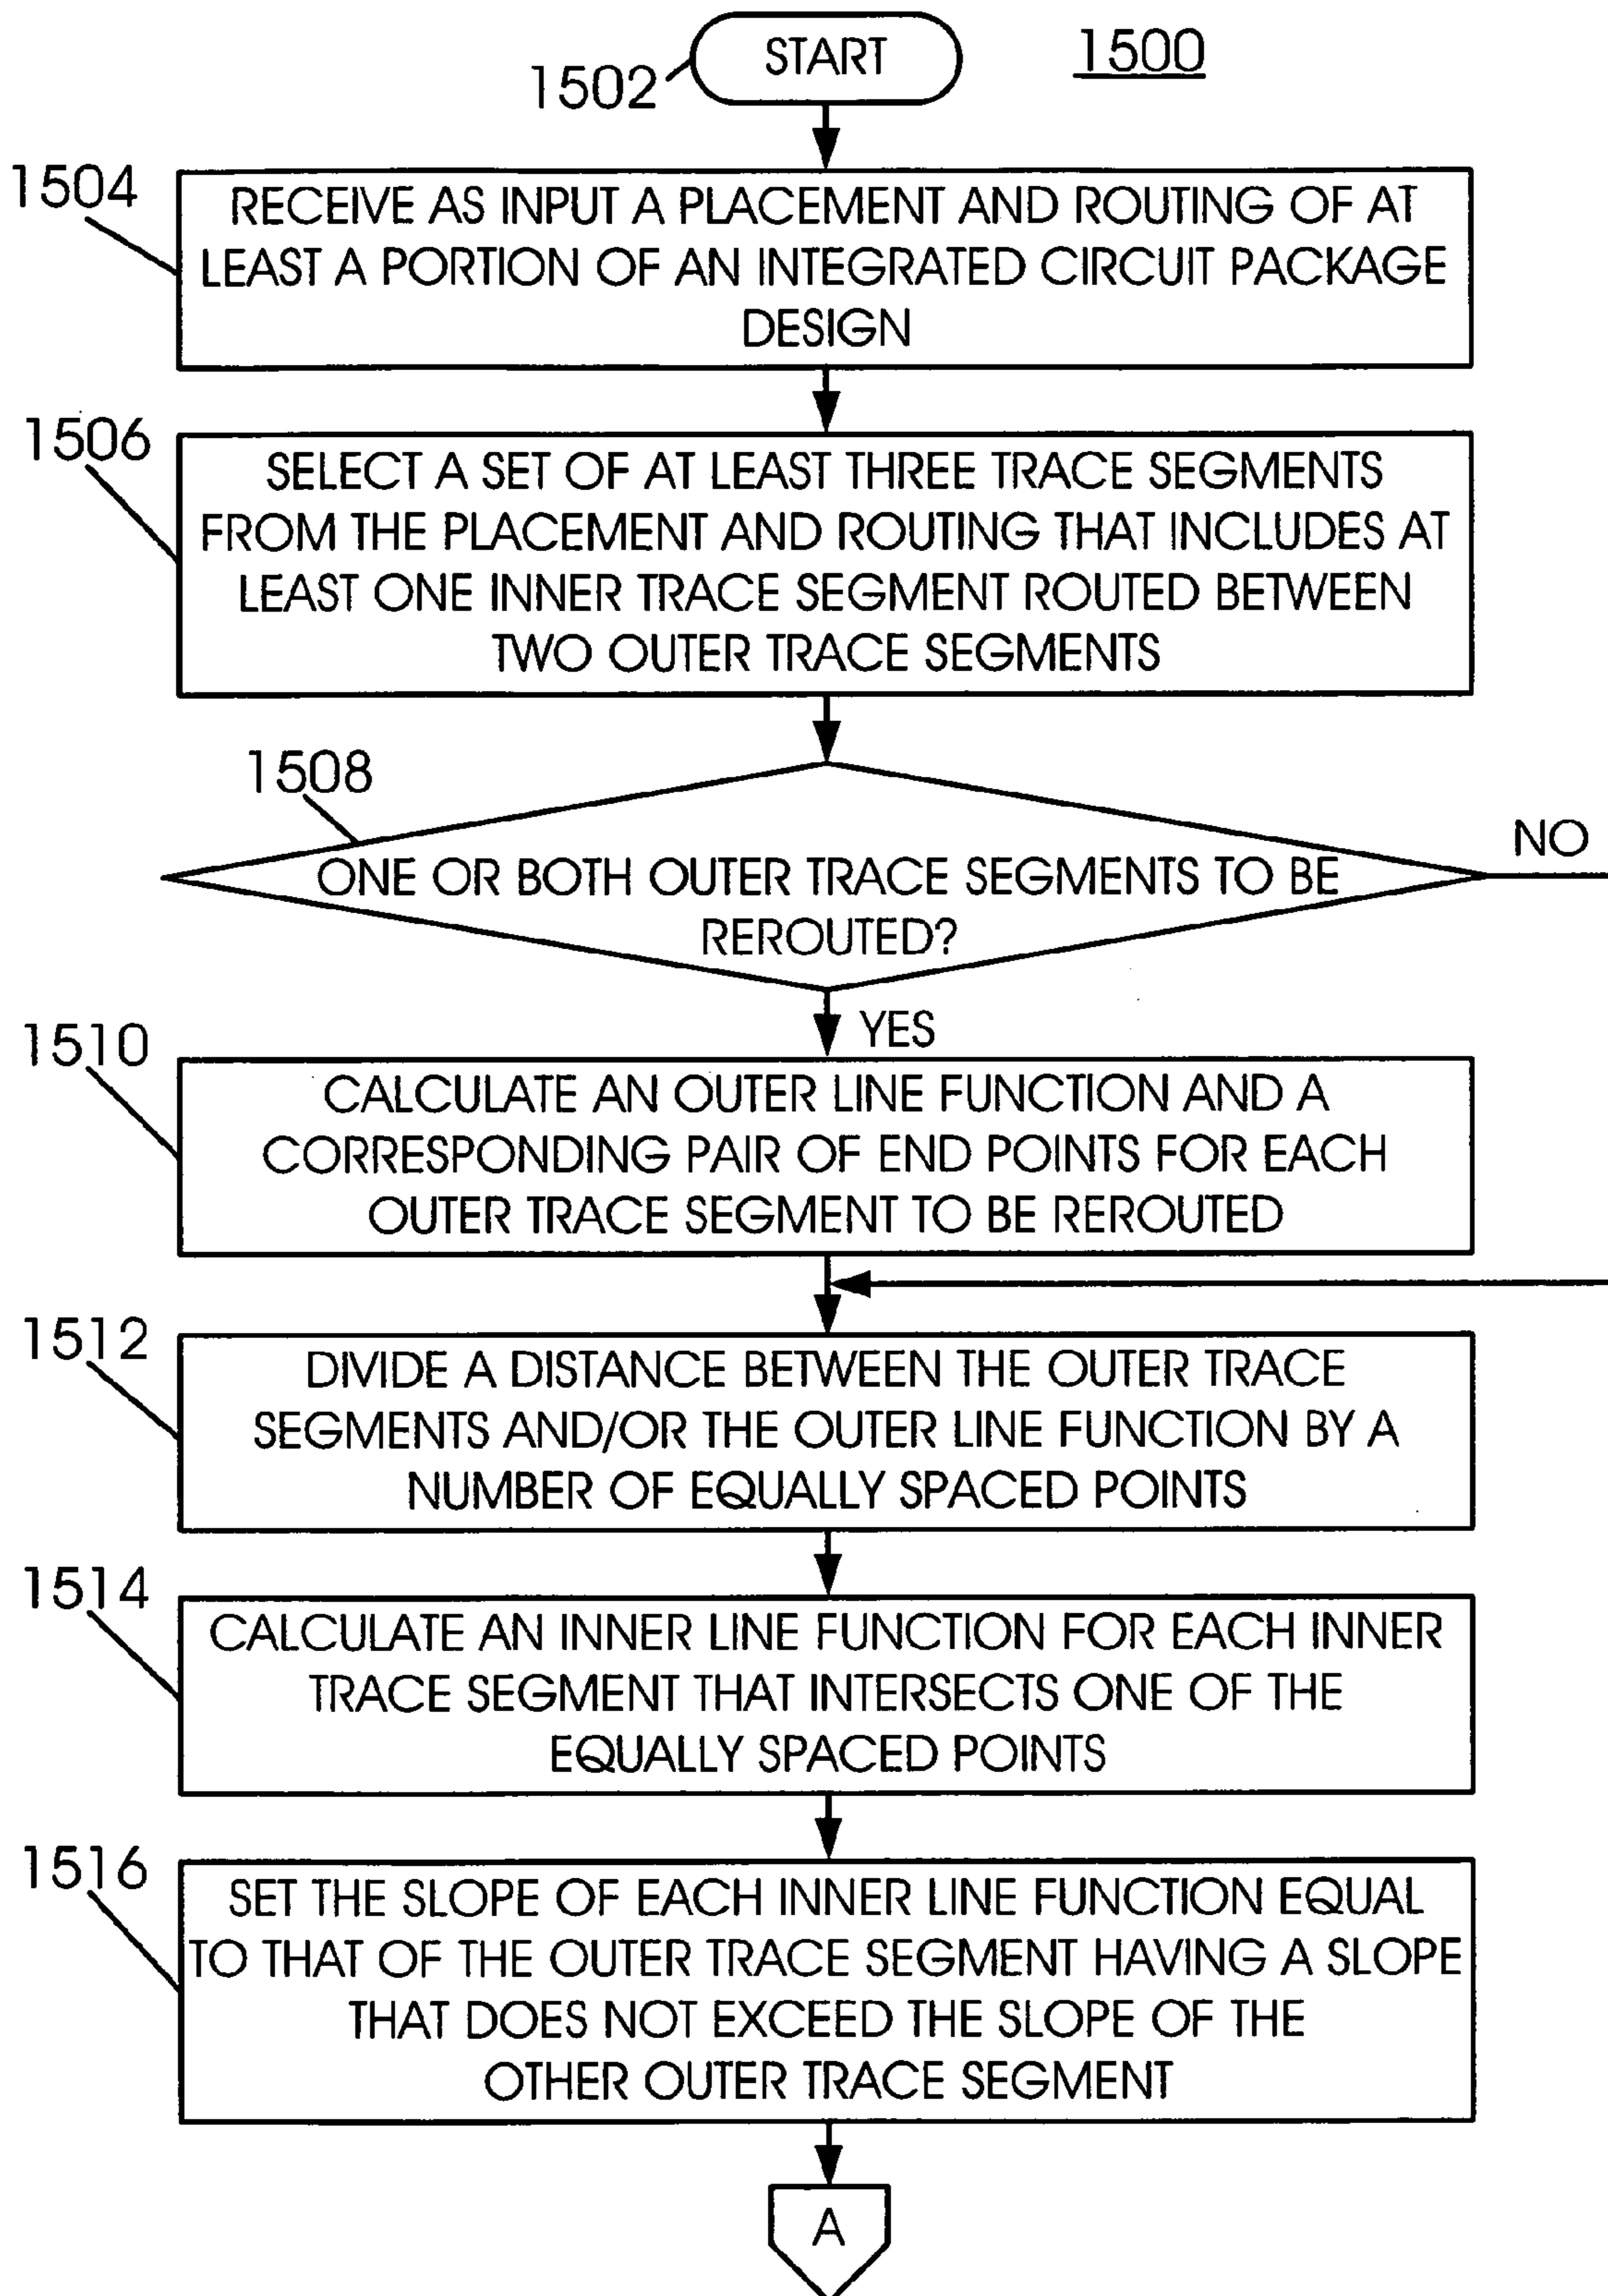 START
1500
1502
1504
RECEIVE AS INPUT A PLACEMENT AND ROUTING OF AT
LEAST A PORTION OF AN INTEGRATED CIRCUIT PACKAGE
DESIGN
1506
SELECT A SET OF AT LEAST THREE TRACE SEGMENTS
FROM THE PLACEMENT AND ROUTING THAT INCLUDES AT
LEAST ONE INNER TRACE SEGMENT ROUTED BETWEEN
TWO OUTER TRACE SEGMENTS
1508
NO
ONE OR BOTH OUTER TRACE SEGMENTS TO BE
REROUTED?
YES
1510
CALCULATE AN OUTER LINE FUNCTION AND A
CORRESPONDING PAIR OF END POINTS FOR EACH
OUTER TRACE SEGMENT TO BE REROUTED
1512
DIVIDE A DISTANCE BETWEEN THE OUTER TRACE
SEGMENTS AND/OR THE OUTER LINE FUNCTION BY A
NUMBER OF EQUALLY SPACED POINTS
1514
CALCULATE AN INNER LINE FUNCTION FOR EACH INNER
TRACE SEGMENT THAT INTERSECTS ONE OF THE
EQUALLY SPACED POINTS
1516
SET THE SLOPE OF EACH INNER LINE FUNCTION EQUAL
TO THAT OF THE OUTER TRACE SEGMENT HAVING A SLOPE
THAT DOES NOT EXCEED THE SLOPE OF THE
OTHER OUTER TRACE SEGMENT
A